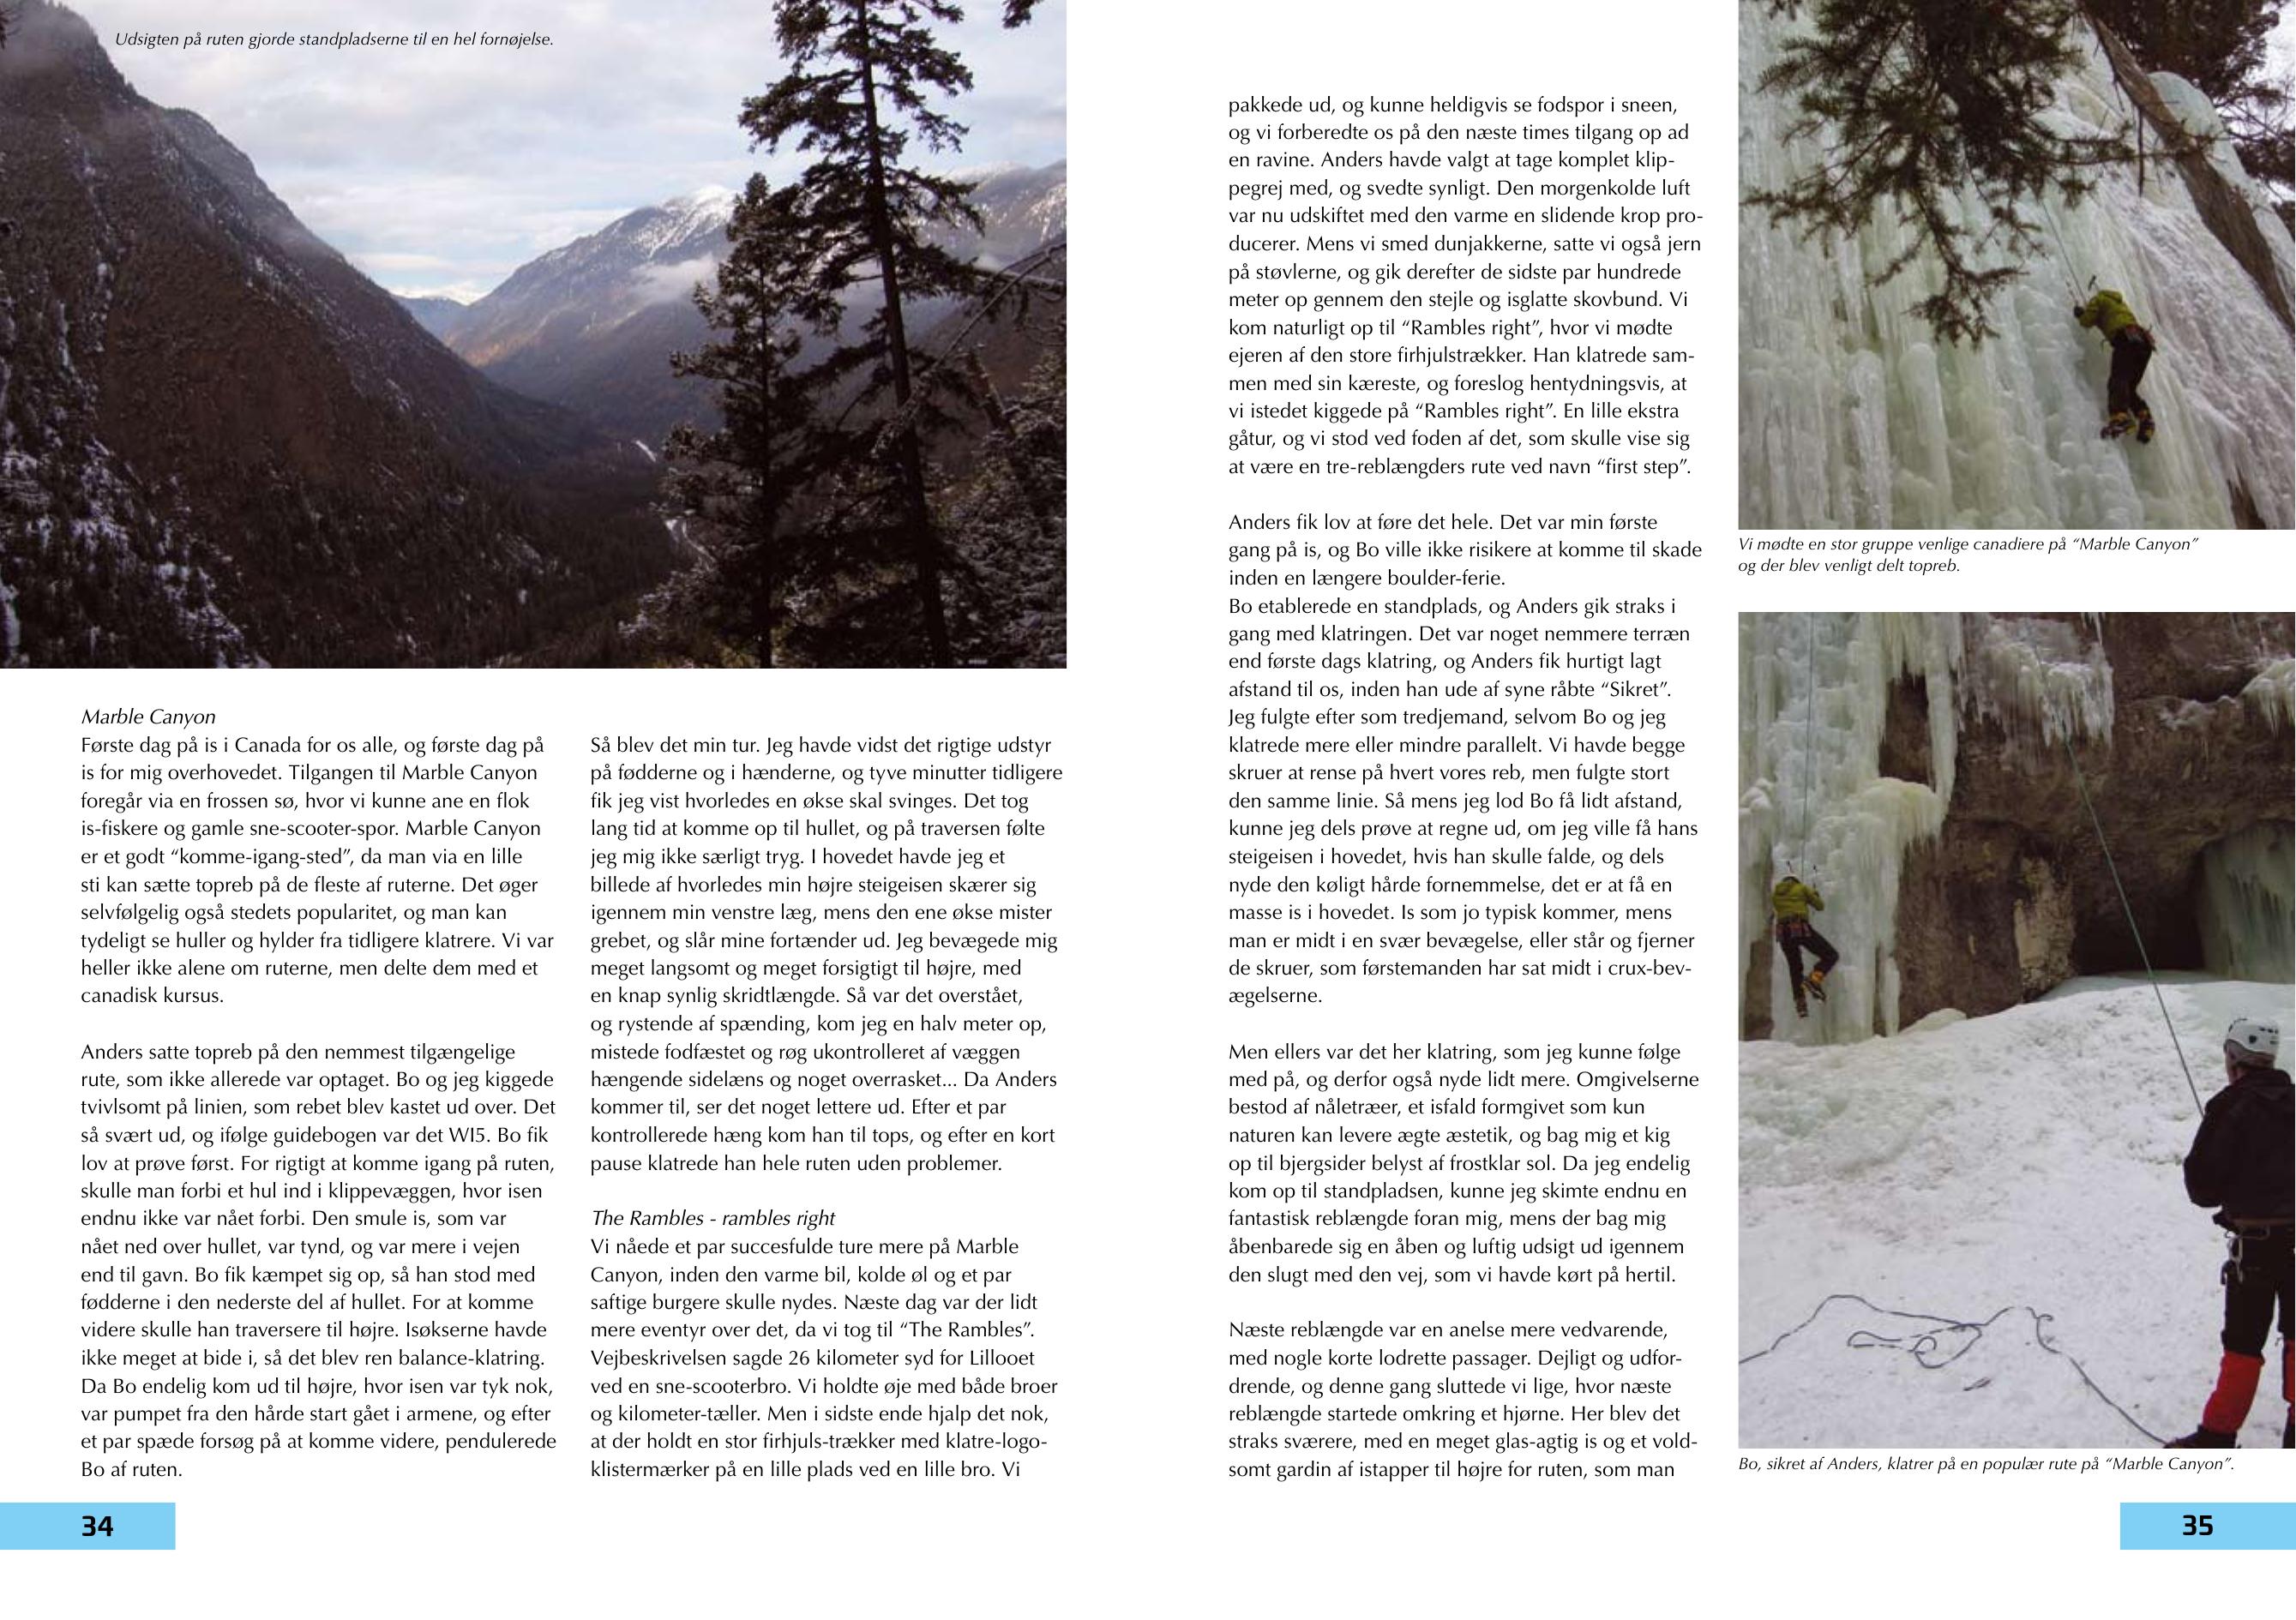 Udsigten på ruten gjorde standpladserne til en hel fornøjelse.
Marble Canyon
Første dag på is i Canada for os alle, og første dag på
is for mig overhovedet. Tilgangen til Marble Canyon
foregår via en frossen sø, hvor vi kunne ane en flok
is-fiskere og gamle sne-scooter-spor. Marble Canyon
er et godt “komme-igang-sted”, da man via en lille
sti kan sætte topreb på de fleste af ruterne. Det øger
selvfølgelig også stedets popularitet, og man kan
tydeligt se huller og hylder fra tidligere klatrere. Vi var
heller ikke alene om ruterne, men delte dem med et
canadisk kursus.
Anders satte topreb på den nemmest tilgængelige
rute, som ikke allerede var optaget. Bo og jeg kiggede
tvivlsomt på linien, som rebet blev kastet ud over. Det
så svært ud, og ifølge guidebogen var det WI5. Bo fik
lov at prøve først. For rigtigt at komme igang på ruten,
skulle man forbi et hul ind i klippevæggen, hvor isen
endnu ikke var nået forbi. Den smule is, som var
nået ned over hullet, var tynd, og var mere i vejen
end til gavn. Bo fik kæmpet sig op, så han stod med
fødderne i den nederste del af hullet. For at komme
videre skulle han traversere til højre. Isøkserne havde
ikke meget at bide i, så det blev ren balance-klatring.
Da Bo endelig kom ud til højre, hvor isen var tyk nok,
var pumpet fra den hårde start gået i armene, og efter
et par spæde forsøg på at komme videre, pendulerede
Bo af ruten.
Så blev det min tur. Jeg havde vidst det rigtige udstyr
på fødderne og i hænderne, og tyve minutter tidligere
fik jeg vist hvorledes en økse skal svinges. Det tog
lang tid at komme op til hullet, og på traversen følte
jeg mig ikke særligt tryg. I hovedet havde jeg et
billede af hvorledes min højre steigeisen skærer sig
igennem min venstre læg, mens den ene økse mister
grebet, og slår mine fortænder ud. Jeg bevægede mig
meget langsomt og meget forsigtigt til højre, med
en knap synlig skridtlængde. Så var det overstået,
og rystende af spænding, kom jeg en halv meter op,
mistede fodfæstet og røg ukontrolleret af væggen
hængende sidelæns og noget overrasket... Da Anders
kommer til, ser det noget lettere ud. Efter et par
kontrollerede hæng kom han til tops, og efter en kort
pause klatrede han hele ruten uden problemer.
The Rambles - rambles right
Vi nåede et par succesfulde ture mere på Marble
Canyon, inden den varme bil, kolde øl og et par
saftige burgere skulle nydes. Næste dag var der lidt
mere eventyr over det, da vi tog til “The Rambles”.
Vejbeskrivelsen sagde 26 kilometer syd for Lillooet
ved en sne-scooterbro. Vi holdte øje med både broer
og kilometer-tæller. Men i sidste ende hjalp det nok,
at der holdt en stor firhjuls-trækker med klatre-logo-
klistermærker på en lille plads ved en lille bro. Vi
34
pakkede ud, og kunne heldigvis se fodspor i sneen,
og vi forberedte os på den næste times tilgang op ad
en ravine. Anders havde valgt at tage komplet klip-
pegrej med, og svedte synligt. Den morgenkolde luft
var nu udskiftet med den varme en slidende krop pro-
ducerer. Mens vi smed dunjakkerne, satte vi også jern
på støvlerne, og gik derefter de sidste par hundrede
meter op gennem den stejle og isglatte skovbund. Vi
kom naturligt op til “Rambles right”, hvor vi mødte
ejeren af den store firhjulstrækker. Han klatrede sam-
men med sin kæreste, og foreslog hentydningsvis, at
vi istedet kiggede på “Rambles right”. En lille ekstra
gåtur, og vi stod ved foden af det, som skulle vise sig
at være en tre-reblængders rute ved navn “first step”.
Anders fik lov at føre det hele. Det var min første
gang på is, og Bo ville ikke risikere at komme til skade
inden en længere boulder-ferie.
Bo etablerede en standplads, og Anders gik straks i
gang med klatringen. Det var noget nemmere terræn
end første dags klatring, og Anders fik hurtigt lagt
afstand til os, inden han ude af syne råbte “Sikret”.
Jeg fulgte efter som tredjemand, selvom Bo og jeg
klatrede mere eller mindre parallelt. Vi havde begge
skruer at rense på hvert vores reb, men fulgte stort
den samme linie. Så mens jeg lod Bo få lidt afstand,
kunne jeg dels prøve at regne ud, om jeg ville få hans
steigeisen i hovedet, hvis han skulle falde, og dels
nyde den køligt hårde fornemmelse, det er at få en
masse is i hovedet. Is som jo typisk kommer, mens
man er midt i en svær bevægelse, eller står og fjerner
de skruer, som førstemanden har sat midt i crux-bev-
ægelserne.
Men ellers var det her klatring, som jeg kunne følge
med på, og derfor også nyde lidt mere. Omgivelserne
bestod af nåletræer, et isfald formgivet som kun
naturen kan levere ægte æstetik, og bag mig et kig
op til bjergsider belyst af frostklar sol. Da jeg endelig
kom op til standpladsen, kunne jeg skimte endnu en
fantastisk reblængde foran mig, mens der bag mig
åbenbarede sig en åben og luftig udsigt ud igennem
den slugt med den vej, som vi havde kørt på hertil.
Næste reblængde var en anelse mere vedvarende,
med nogle korte lodrette passager. Dejligt og udfor-
drende, og denne gang sluttede vi lige, hvor næste
reblængde startede omkring et hjørne. Her blev det
straks sværere, med en meget glas-agtig is og et vold-
somt gardin af istapper til højre for ruten, som man
Vi mødte en stor gruppe venlige canadiere på “Marble Canyon”
og der blev venligt delt topreb.
Bo, sikret af Anders, klatrer på en populær rute på “Marble Canyon”.
35